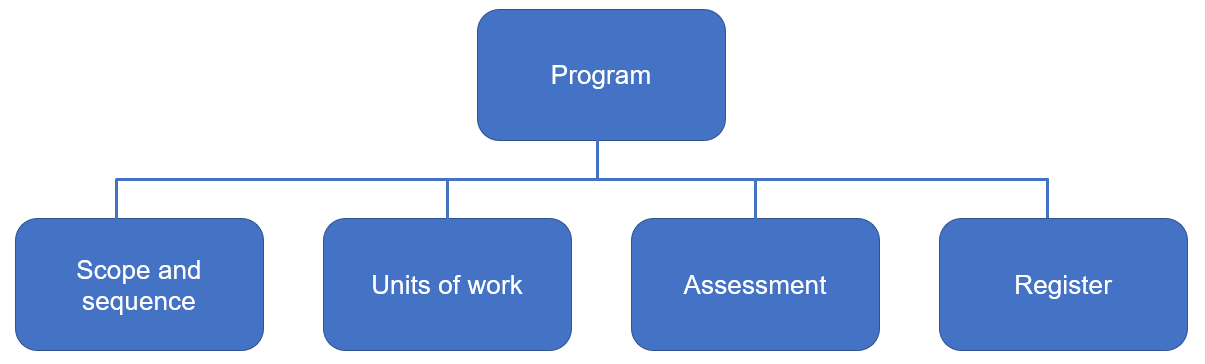 Program
Scope and
sequence
Units of work
Assessment
Register